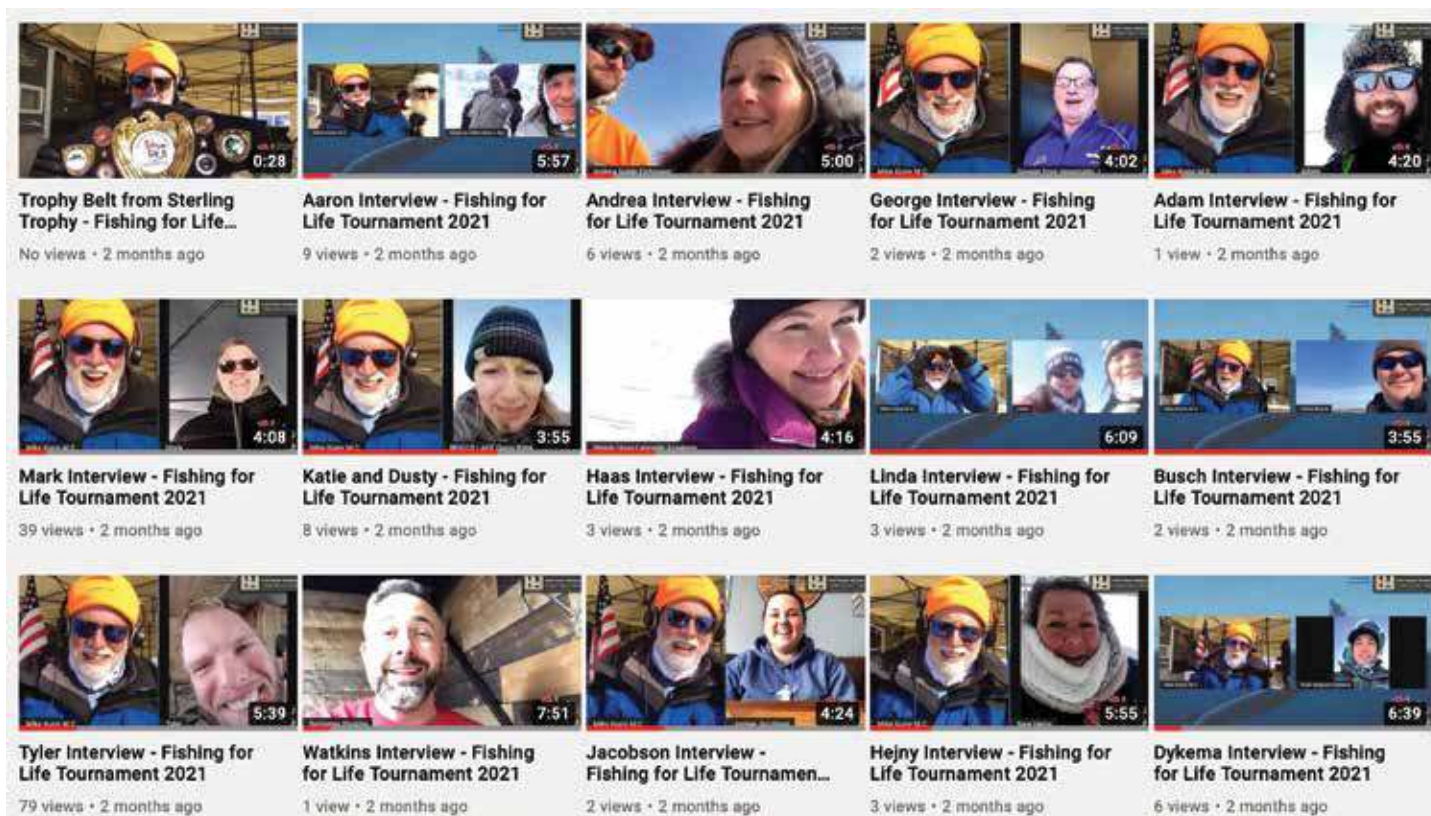 0:28
5:57
5:00
4:02
4:20
Trophy Belt from Sterling
Trophy - Fishing for Life...
No views • 2 months ago
Aaron Interview - Fishing for
Life Tournament 2021
9 views • 2 months ago
Andrea Interview - Fishing
for Life Tournament 2021
6 views • 2 months ago
George Interview - Fishing
for Life Tournament 2021
2 views • 2 months ago
Adam Interview - Fishing for
Life Tournament 2021
1 view • 2 months ago
4:08
3:55
4:16
6:09
3:55
Mark Interview - Fishing for
Life Tournament 2021
39 views • 2 months ago
Katie and Dusty - Fishing for
Life Tournament 2021
8 views • 2 months ago
Haas Interview - Fishing for
Life Tournament 2021
3 views • 2 months ago
Linda Interview - Fishing for
Life Tournament 2021
3 views • 2 months ago
Busch Interview - Fishing for
Life Tournament 2021
2 views • 2 months ago
5:39
7:51
4:24
5:55
6:39
Tyler Interview - Fishing for
Life Tournament 2021
79 views • 2 months ago
Watkins Interview - Fishing
for Life Tournament 2021
1 view • 2 months ago
Jacobson Interview -
Fishing for Life Tournamen...
2 views • 2 months ago
Hejny Interview - Fishing for
Life Tournament 2021
3 views • 2 months ago
Dykema Interview - Fishing
for Life Tournament 2021
6 views • 2 months ago